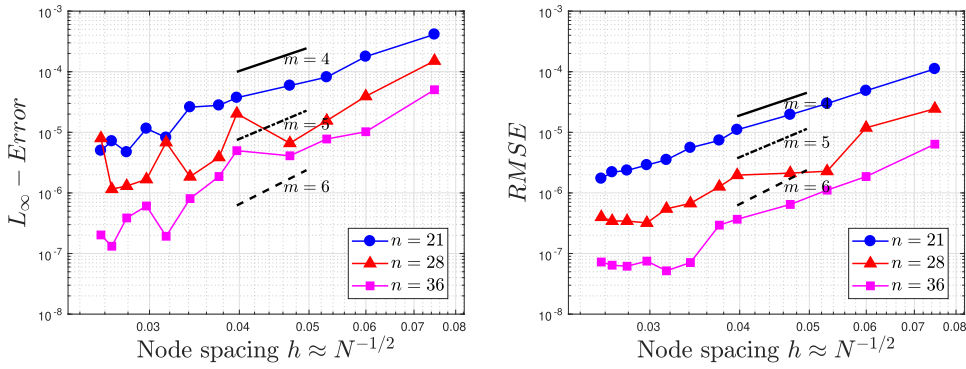 10^-3
10^-4
10^-5
10^-6
10^-7
10^-8
L∞ − Error
m = 4
m = 5
m = 6
n = 21
n = 28
n = 36
0.03
0.04
0.05
0.06
0.07
0.08
Node spacing h ≈ N^{-1/2}
10^-3
10^-4
10^-5
10^-6
10^-7
10^-8
RMSE
m =
m = 5
m = 6
n = 21
n = 28
n = 36
0.03
0.04
0.05
0.06
0.07
0.08
Node spacing h ≈ N^{-1/2}